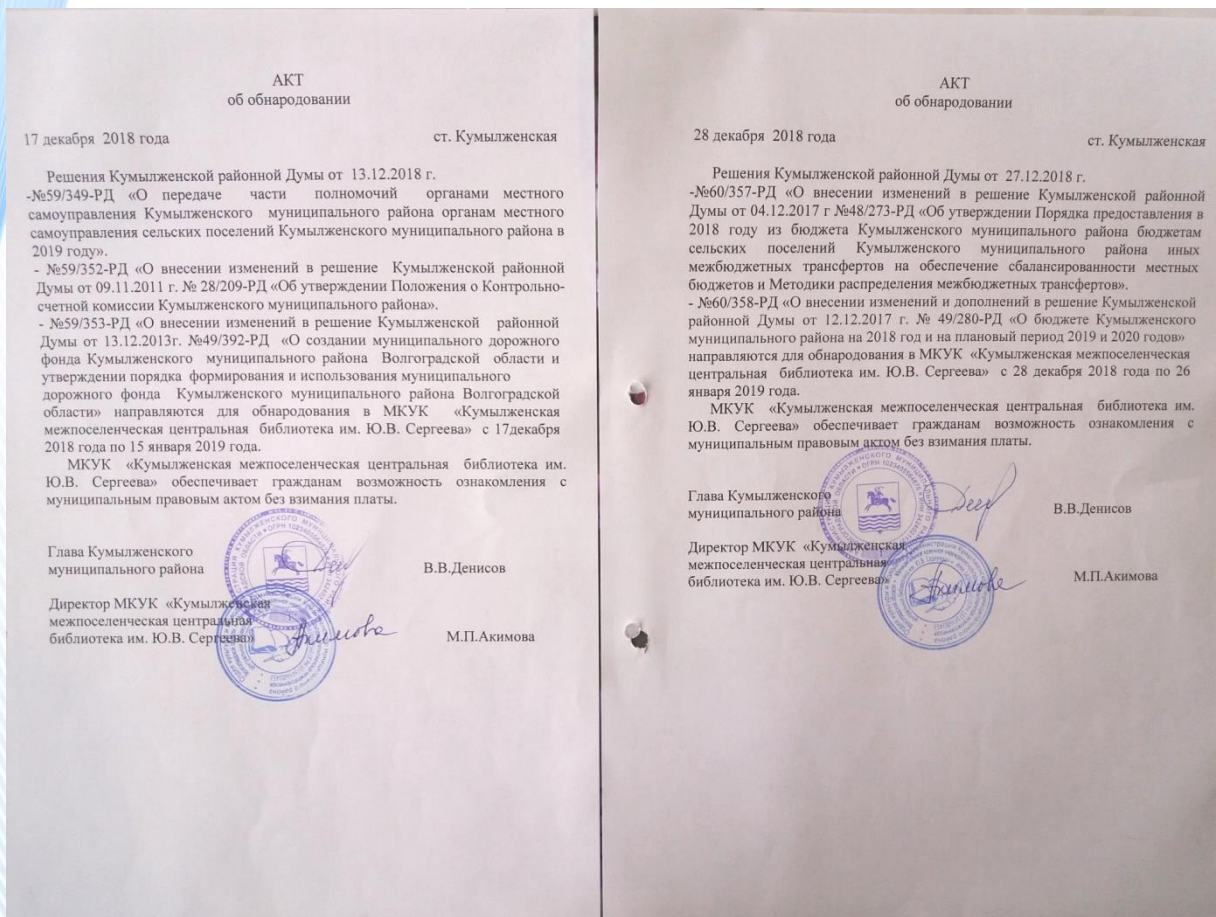 АКТ
об обнародовании
17 декабря 2018 года ст. Кумылженская
Решения Кумылженской районной Думы от 13.12.2018 г.
-№59/349-РД «О передаче части полномочий органами местного
самоуправления Кумылженского муниципального района органам местного
самоуправления сельских поселений Кумылженского муниципального района в
2019 году».
- №59/352-РД «О внесении изменений в решение Кумылженской районной
Думы от 09.11.2011 г. № 28/209-РД «Об утверждении Положения о Контрольно-
счетной комиссии Кумылженского муниципального района».
- №59/353-РД «О внесении изменений в решение Кумылженской районной
Думы от 13.12.2013г. №49/392-РД «О создании муниципального дорожного
фонда Кумылженского муниципального района Волгоградской области и
утверждении порядка формирования и использования муниципального
дорожного фонда Кумылженского муниципального района Волгоградской
области» направляются для обнародования в МКУК «Кумылженская
межпоселенческая центральная библиотека им. Ю.В. Сергеева» с 17декабря
2018 года по 15 января 2019 года.
МКУК «Кумылженская межпоселенческая центральная библиотека им.
Ю.В. Сергеева» обеспечивает гражданам возможность ознакомления с
муниципальным правовым актом без взимания платы.
Глава Кумылженского
муниципального района В.В.Денисов
Директор МКУК «Кумылженская
межпоселенческая центральная
библиотека им. Ю.В. Сергеева» Акимова М.П.Акимова
АКТ
об обнародовании
28 декабря 2018 года ст. Кумылженская
Решения Кумылженской районной Думы от 27.12.2018 г.
-№60/357-РД «О внесении изменений в решение Кумылженской районной
Думы от 04.12.2017 г №48/273-РД «Об утверждении Порядка предоставления в
2018 году из бюджета Кумылженского муниципального района бюджетам
сельских поселений Кумылженского муниципального района иных
межбюджетных трансфертов на обеспечение сбалансированности местных
бюджетов и Методики распределения межбюджетных трансфертов».
- №60/358-РД «О внесении изменений и дополнений в решение Кумылженской
районной Думы от 12.12.2017 г. № 49/280-РД «О бюджете Кумылженского
муниципального района на 2018 год и на плановый период 2019 и 2020 годов»
направляются для обнародования в МКУК «Кумылженская межпоселенческая
центральная библиотека им. Ю.В. Сергеева» с 28 декабря 2018 года по 26
января 2019 года.
МКУК «Кумылженская межпоселенческая центральная библиотека им.
Ю.В. Сергеева» обеспечивает гражданам возможность ознакомления с
муниципальным правовым актом без взимания платы.
Глава Кумылженского
муниципального района В.В.Денисов
Директор МКУК «Кумылженская
межпоселенческая центральная
библиотека им. Ю.В. Сергеева» Акимова М.П.Акимова